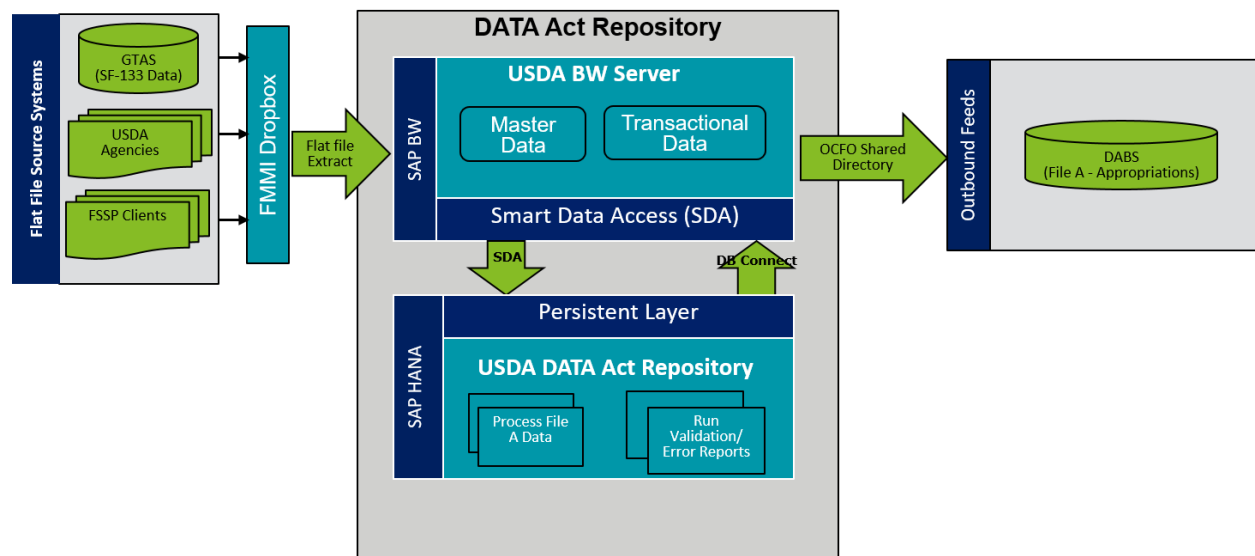 Flat File Source Systems
GTAS
(SF-133 Data)
USDA
Agencies
FSSP Clients
FMMI Dropbox
Flat file
Extract
DATA Act Repository
SAP BW
USDA BW Server
Master
Data
Transactional
Data
Smart Data Access (SDA)
SDA
DB Connect
SAP HANA
Persistent Layer
USDA DATA Act Repository
Process File
A Data
Run
Validation/
Error Reports
OCFO Shared
Directory
Outbound Feeds
DABS
(File A - Appropriations)